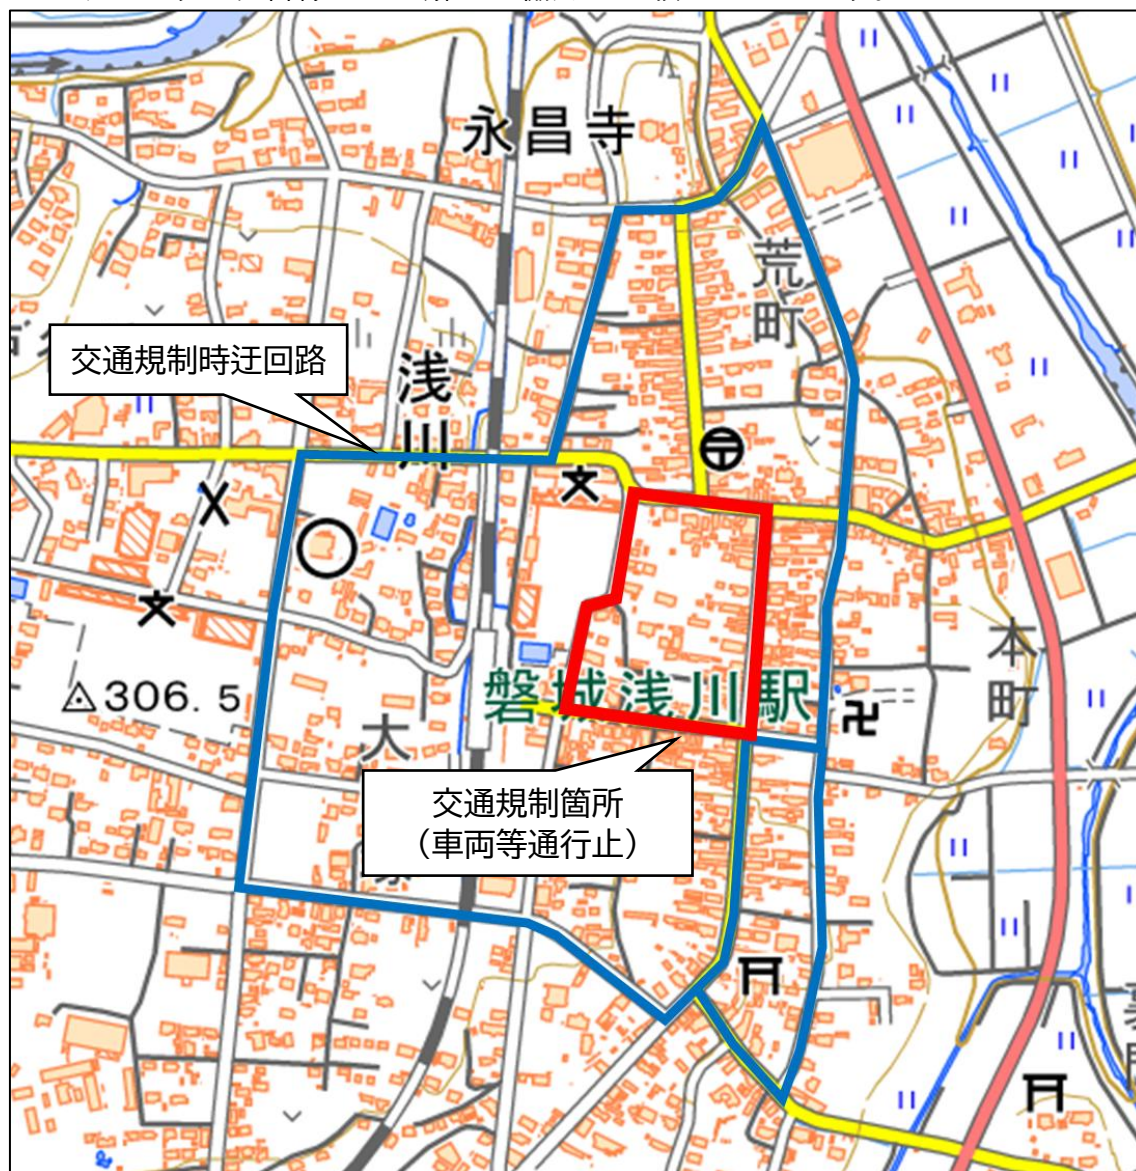 永昌寺
荒町
交通規制時迂回路
浅川
本町
306.5
磐城浅川駅
大
交通規制箇所
（車両等通行止）